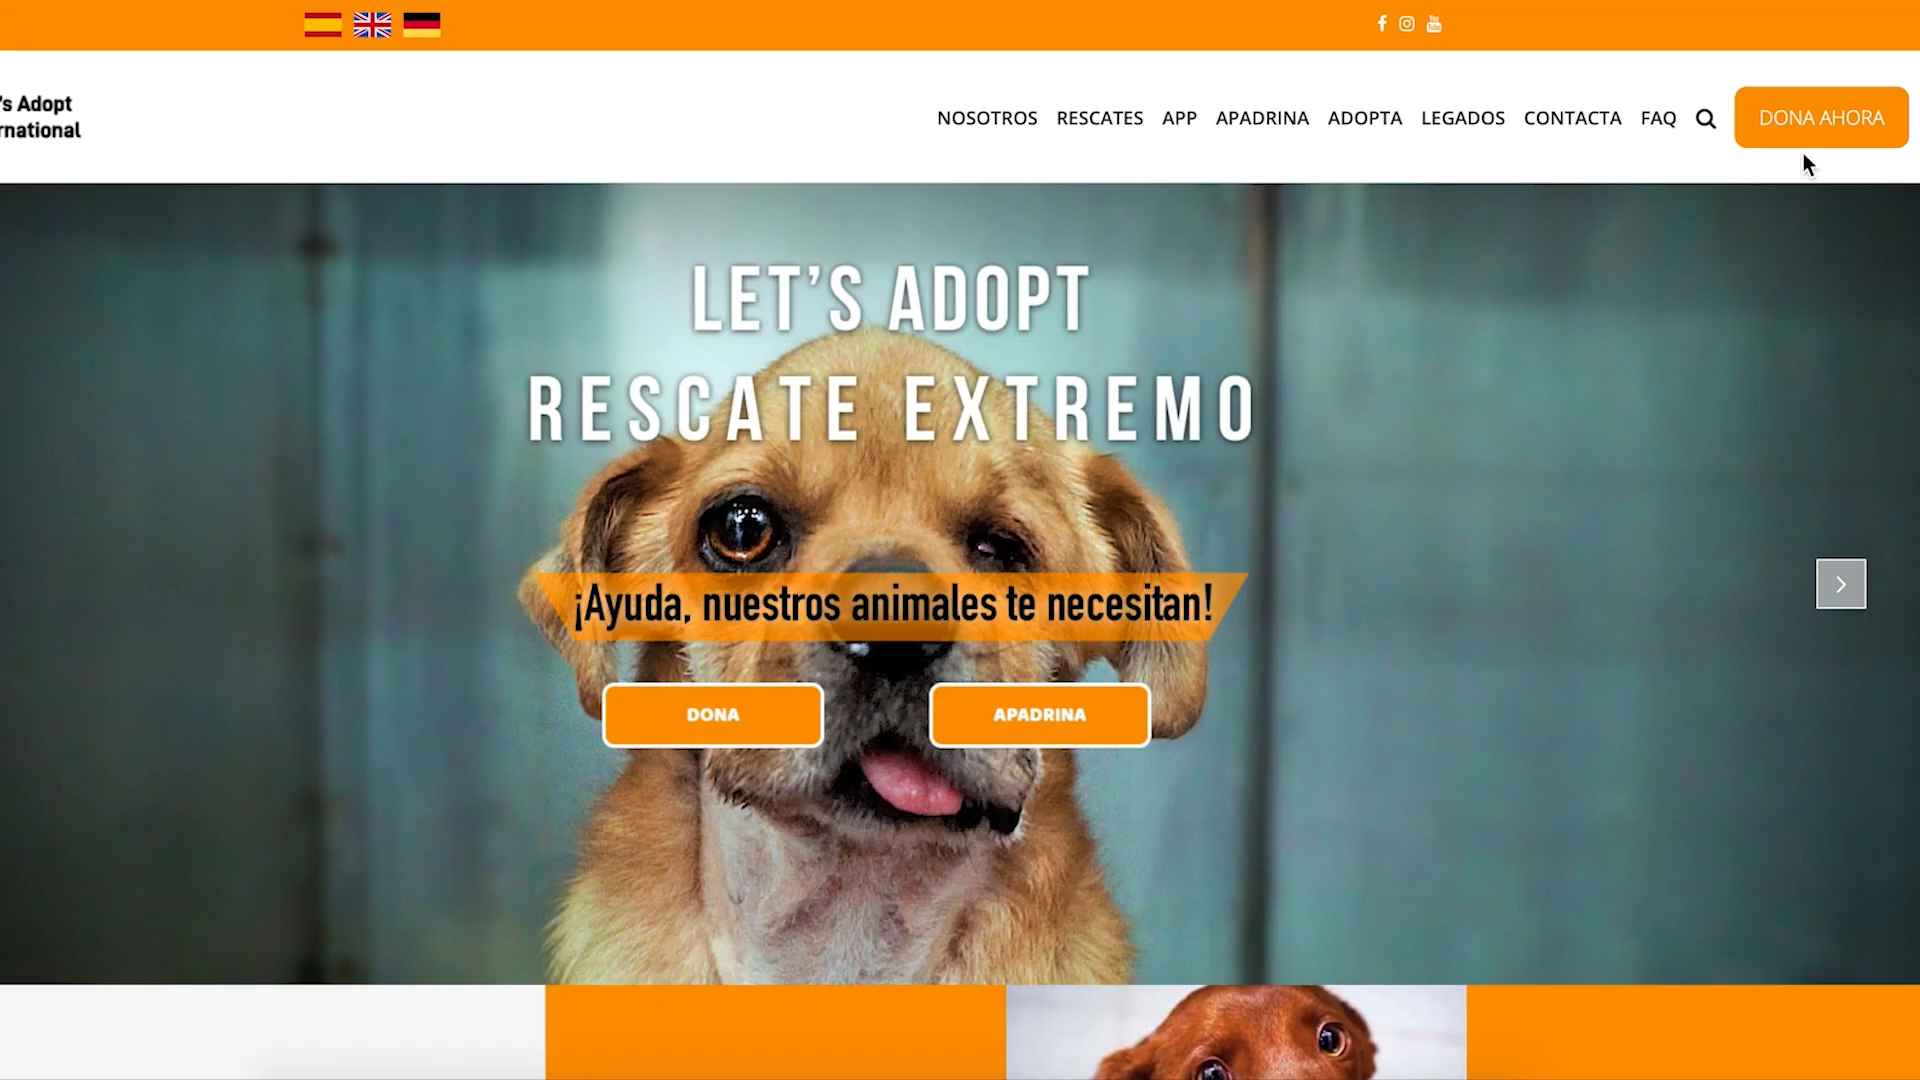 's Adopt
rnational
NOSOTROS RESCATES APP APADRINA ADOPTA LEGADOS CONTACTA FAQ DONA AHORA
LET'S ADOPT
RESCATE EXTREMO
¡Ayuda, nuestros animales te necesitan!
DONA APADRINA